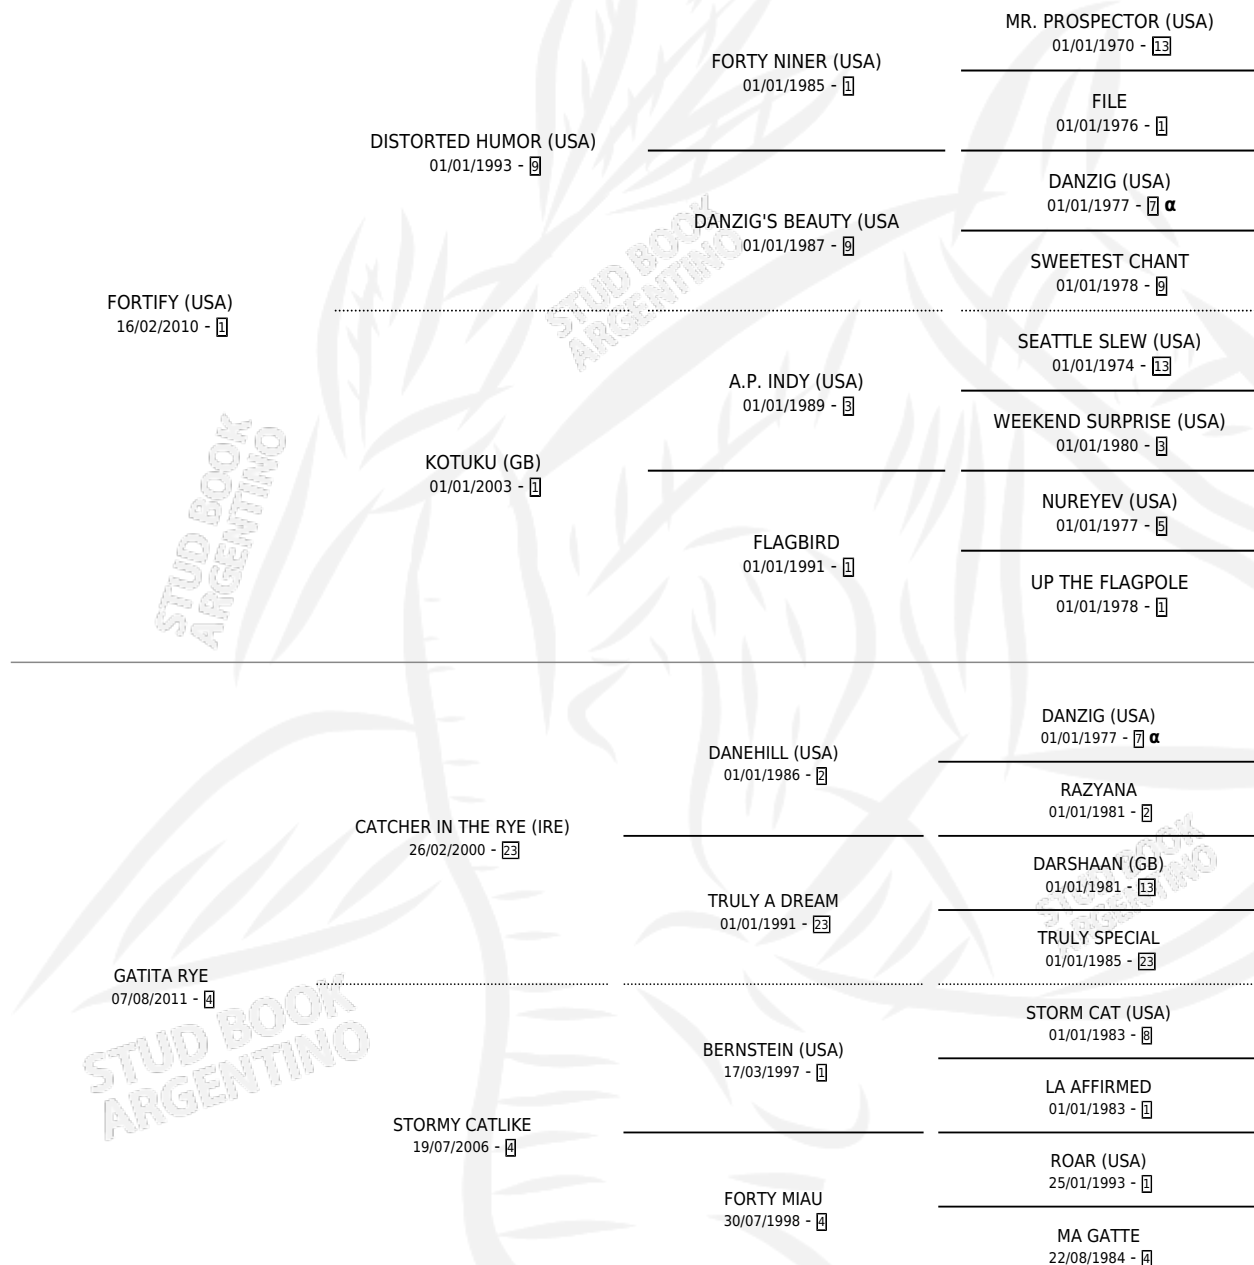 MR. PROSPECTOR (USA)
01/01/1970 - 13
FORTY NINER (USA)
01/01/1985 - 1
FILE
01/01/1976 - 1
DISTORTED HUMOR (USA)
01/01/1993 - 9
DANZIG (USA)
01/01/1977 - 7 α
DANZIG'S BEAUTY (USA
01/01/1987 - 9
SWEETEST CHANT
01/01/1978 - 9
FORTIFY (USA)
16/02/2010 - 1
SEATTLE SLEW (USA)
01/01/1974 - 13
A.P. INDY (USA)
01/01/1989 - 3
WEEKEND SURPRISE (USA)
01/01/1980 - 3
KOTUKU (GB)
01/01/2003 - 1
NUREYEV (USA)
01/01/1977 - 5
FLAGBIRD
01/01/1991 - 1
UP THE FLAGPOLE
01/01/1978 - 1
DANZIG (USA)
01/01/1977 - 7 α
DANEHILL (USA)
01/01/1986 - 2
RAZYANA
01/01/1981 - 2
CATCHER IN THE RYE (IRE)
26/02/2000 - 23
DARSHAAN (GB)
01/01/1981 - 13
TRULY A DREAM
01/01/1991 - 23
TRULY SPECIAL
01/01/1985 - 23
GATITA RYE
07/08/2011 - 4
STORM CAT (USA)
01/01/1983 - 8
BERNSTEIN (USA)
17/03/1997 - 1
LA AFFIRMED
01/01/1983 - 1
STORMY CATLIKE
19/07/2006 - 4
ROAR (USA)
25/01/1993 - 1
FORTY MIAU
30/07/1998 - 4
MA GATTE
22/08/1984 - 4
STUD BOOK
ARGENTINO
STUD BOOK
ARGENTINO
STUD BOOK
ARGENTINO
STUD BOOK
ARGENTINO